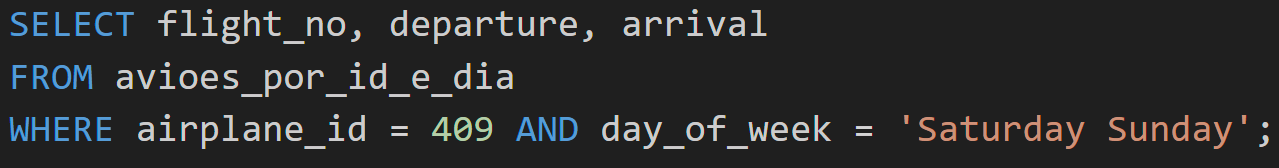 SELECT flight_no, departure, arrival
FROM avioes_por_id_e_dia
WHERE airplane_id = 409 AND day_of_week = 'Saturday Sunday';